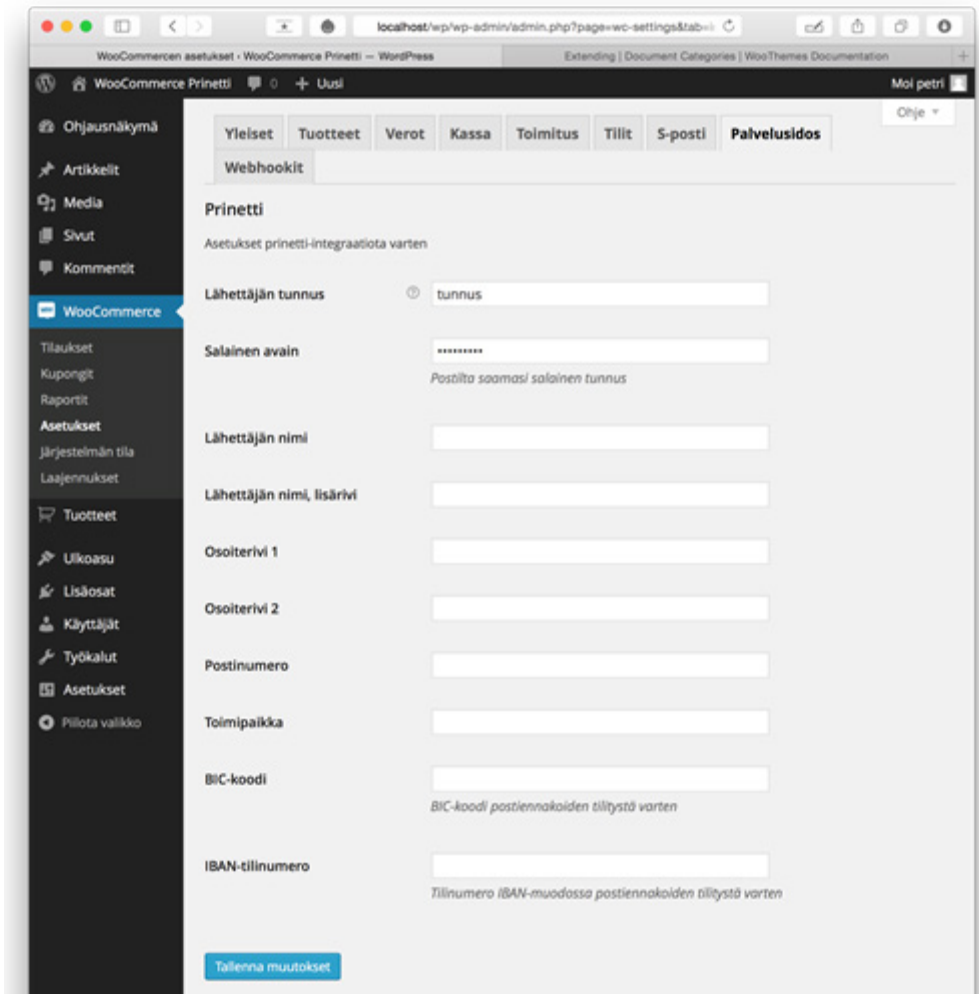 localhost/wp/wp-admin/admin.php?page=wc-settings&tab=i
WooCommercen asetukset ‹ WooCommerce Prinetti — WordPress
Extending | Document Categories | WooThemes Documentation
WooCommerce Prinetti 0 + Uusi
Moi petri
Ohjausnäkymä
Artikkelit
Media
Sivut
Kommentit
WooCommerce
Tilaukset
Kupongit
Raportit
Asetukset
Järjestelmän tila
Laajennukset
Tuotteet
Ulkoasu
Lisäosat
Käyttäjät
Työkalut
Asetukset
Piilota valikko
Ohje
Yleiset Tuotteet Verot Kassa Toimitus Tilit S-posti Palvelusidos
Webhookit
Prinetti
Asetukset prinetti-integraatiota varten
Lähettäjän tunnus
tunnus
Salainen avain
•••••••••
Postilta saamasi salainen tunnus
Lähettäjän nimi
Lähettäjän nimi, lisärivi
Osoiterivi 1
Osoiterivi 2
Postinumero
Toimipaikka
BIC-koodi
BIC-koodi postiennakoiden tilitystä varten
IBAN-tilinumero
Tilinumero IBAN-muodossa postiennakoiden tilitystä varten
Tallenna muutokset